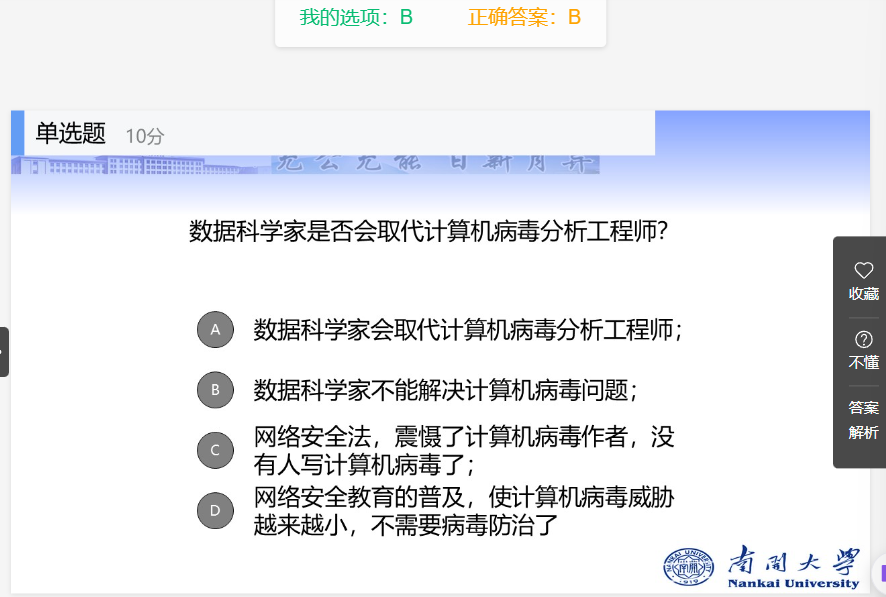 我的选项：B 正确答案：B
单选题 10分
允公允能 日新月异
数据科学家是否会取代计算机病毒分析工程师?
A 数据科学家会取代计算机病毒分析工程师；
B 数据科学家不能解决计算机病毒问题；
C 网络安全法，震慑了计算机病毒作者，没
有人写计算机病毒了；
D 网络安全教育的普及，使计算机病毒威胁
越来越小，不需要病毒防治了
收藏
不懂
答案
解析
南開大學
Nankai University